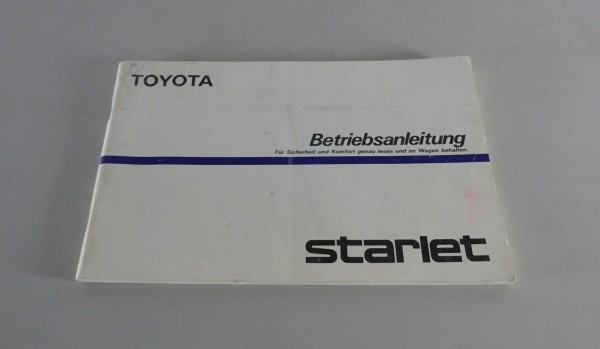 TOYOTA
Betriebsanleitung
Für Sicherheit und Komfort genau lesen und im Wagen behalten.
starlet